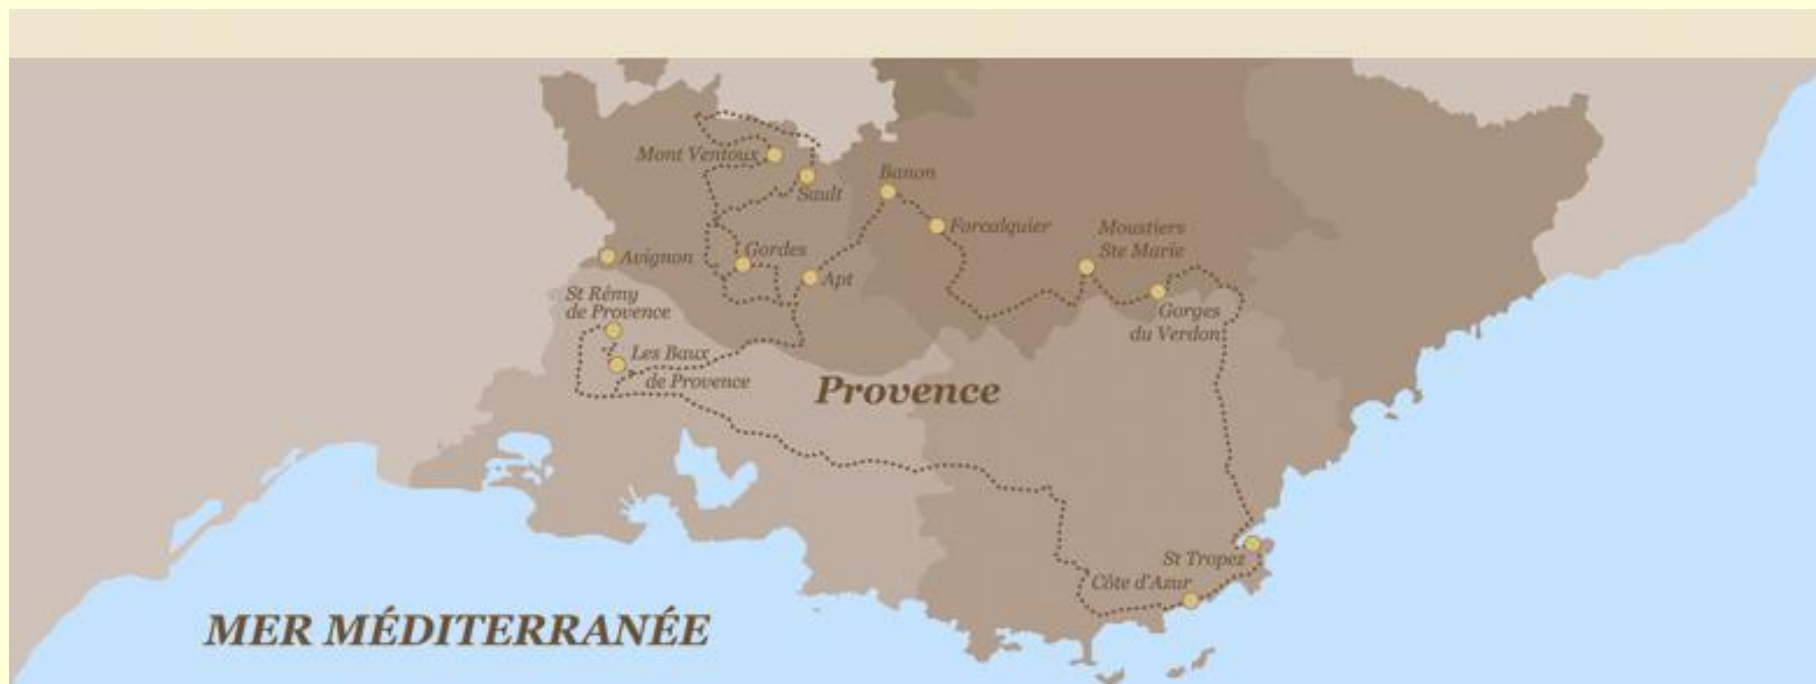 Mont Ventoux
Sault
Banon
Forcalquier
Moustiers
Ste Marie
Avignon
Gordes
Apt
St Rémy
de Provence
Gorges
du Verdon
Les Baux
de Provence
Provence
St Tropez
Côte d'Azur
MER MÉDITERRANÉE